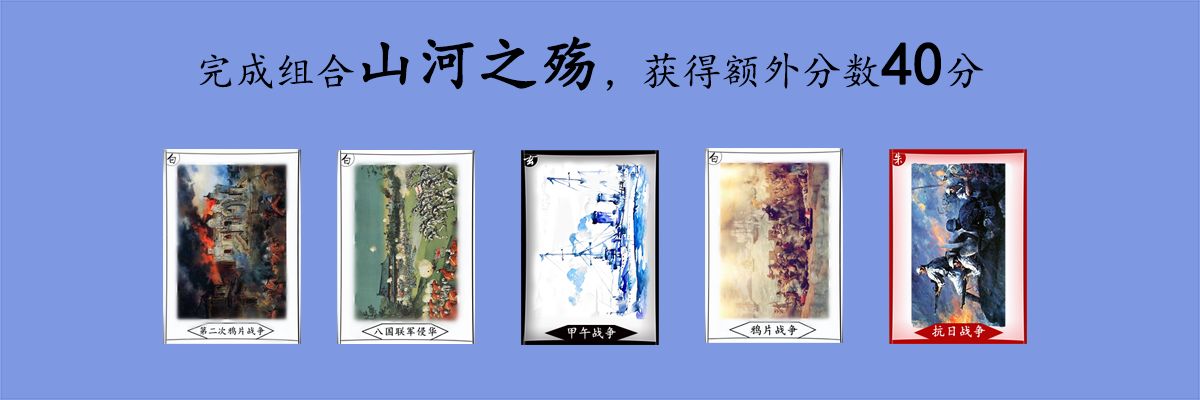 完成组合山河之殇，获得额外分数40分
白
白
玄
白
朱
第二次鸦片战争
八国联军侵华
甲午战争
鸦片战争
抗日战争